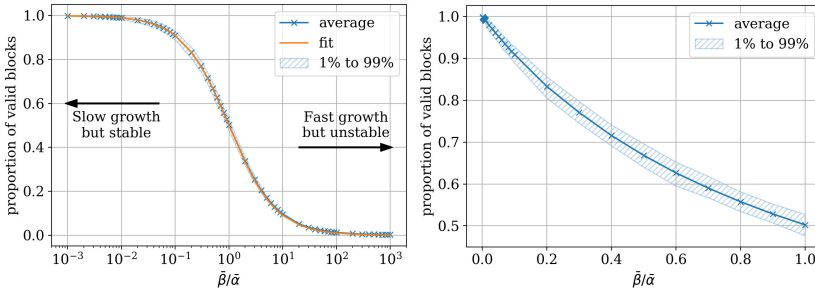 1.0
0.8
0.6
0.4
0.2
0.0
proportion of valid blocks
average
fit
1% to 99%
Slow growth
but stable
Fast growth
but unstable
10⁻³
10⁻²
10⁻¹
10⁰
10¹
10²
10³
β̄/ᾱ
1.0
0.9
0.8
0.7
0.6
0.5
proportion of valid blocks
average
1% to 99%
0.0
0.2
0.4
0.6
0.8
1.0
β̄/ᾱ